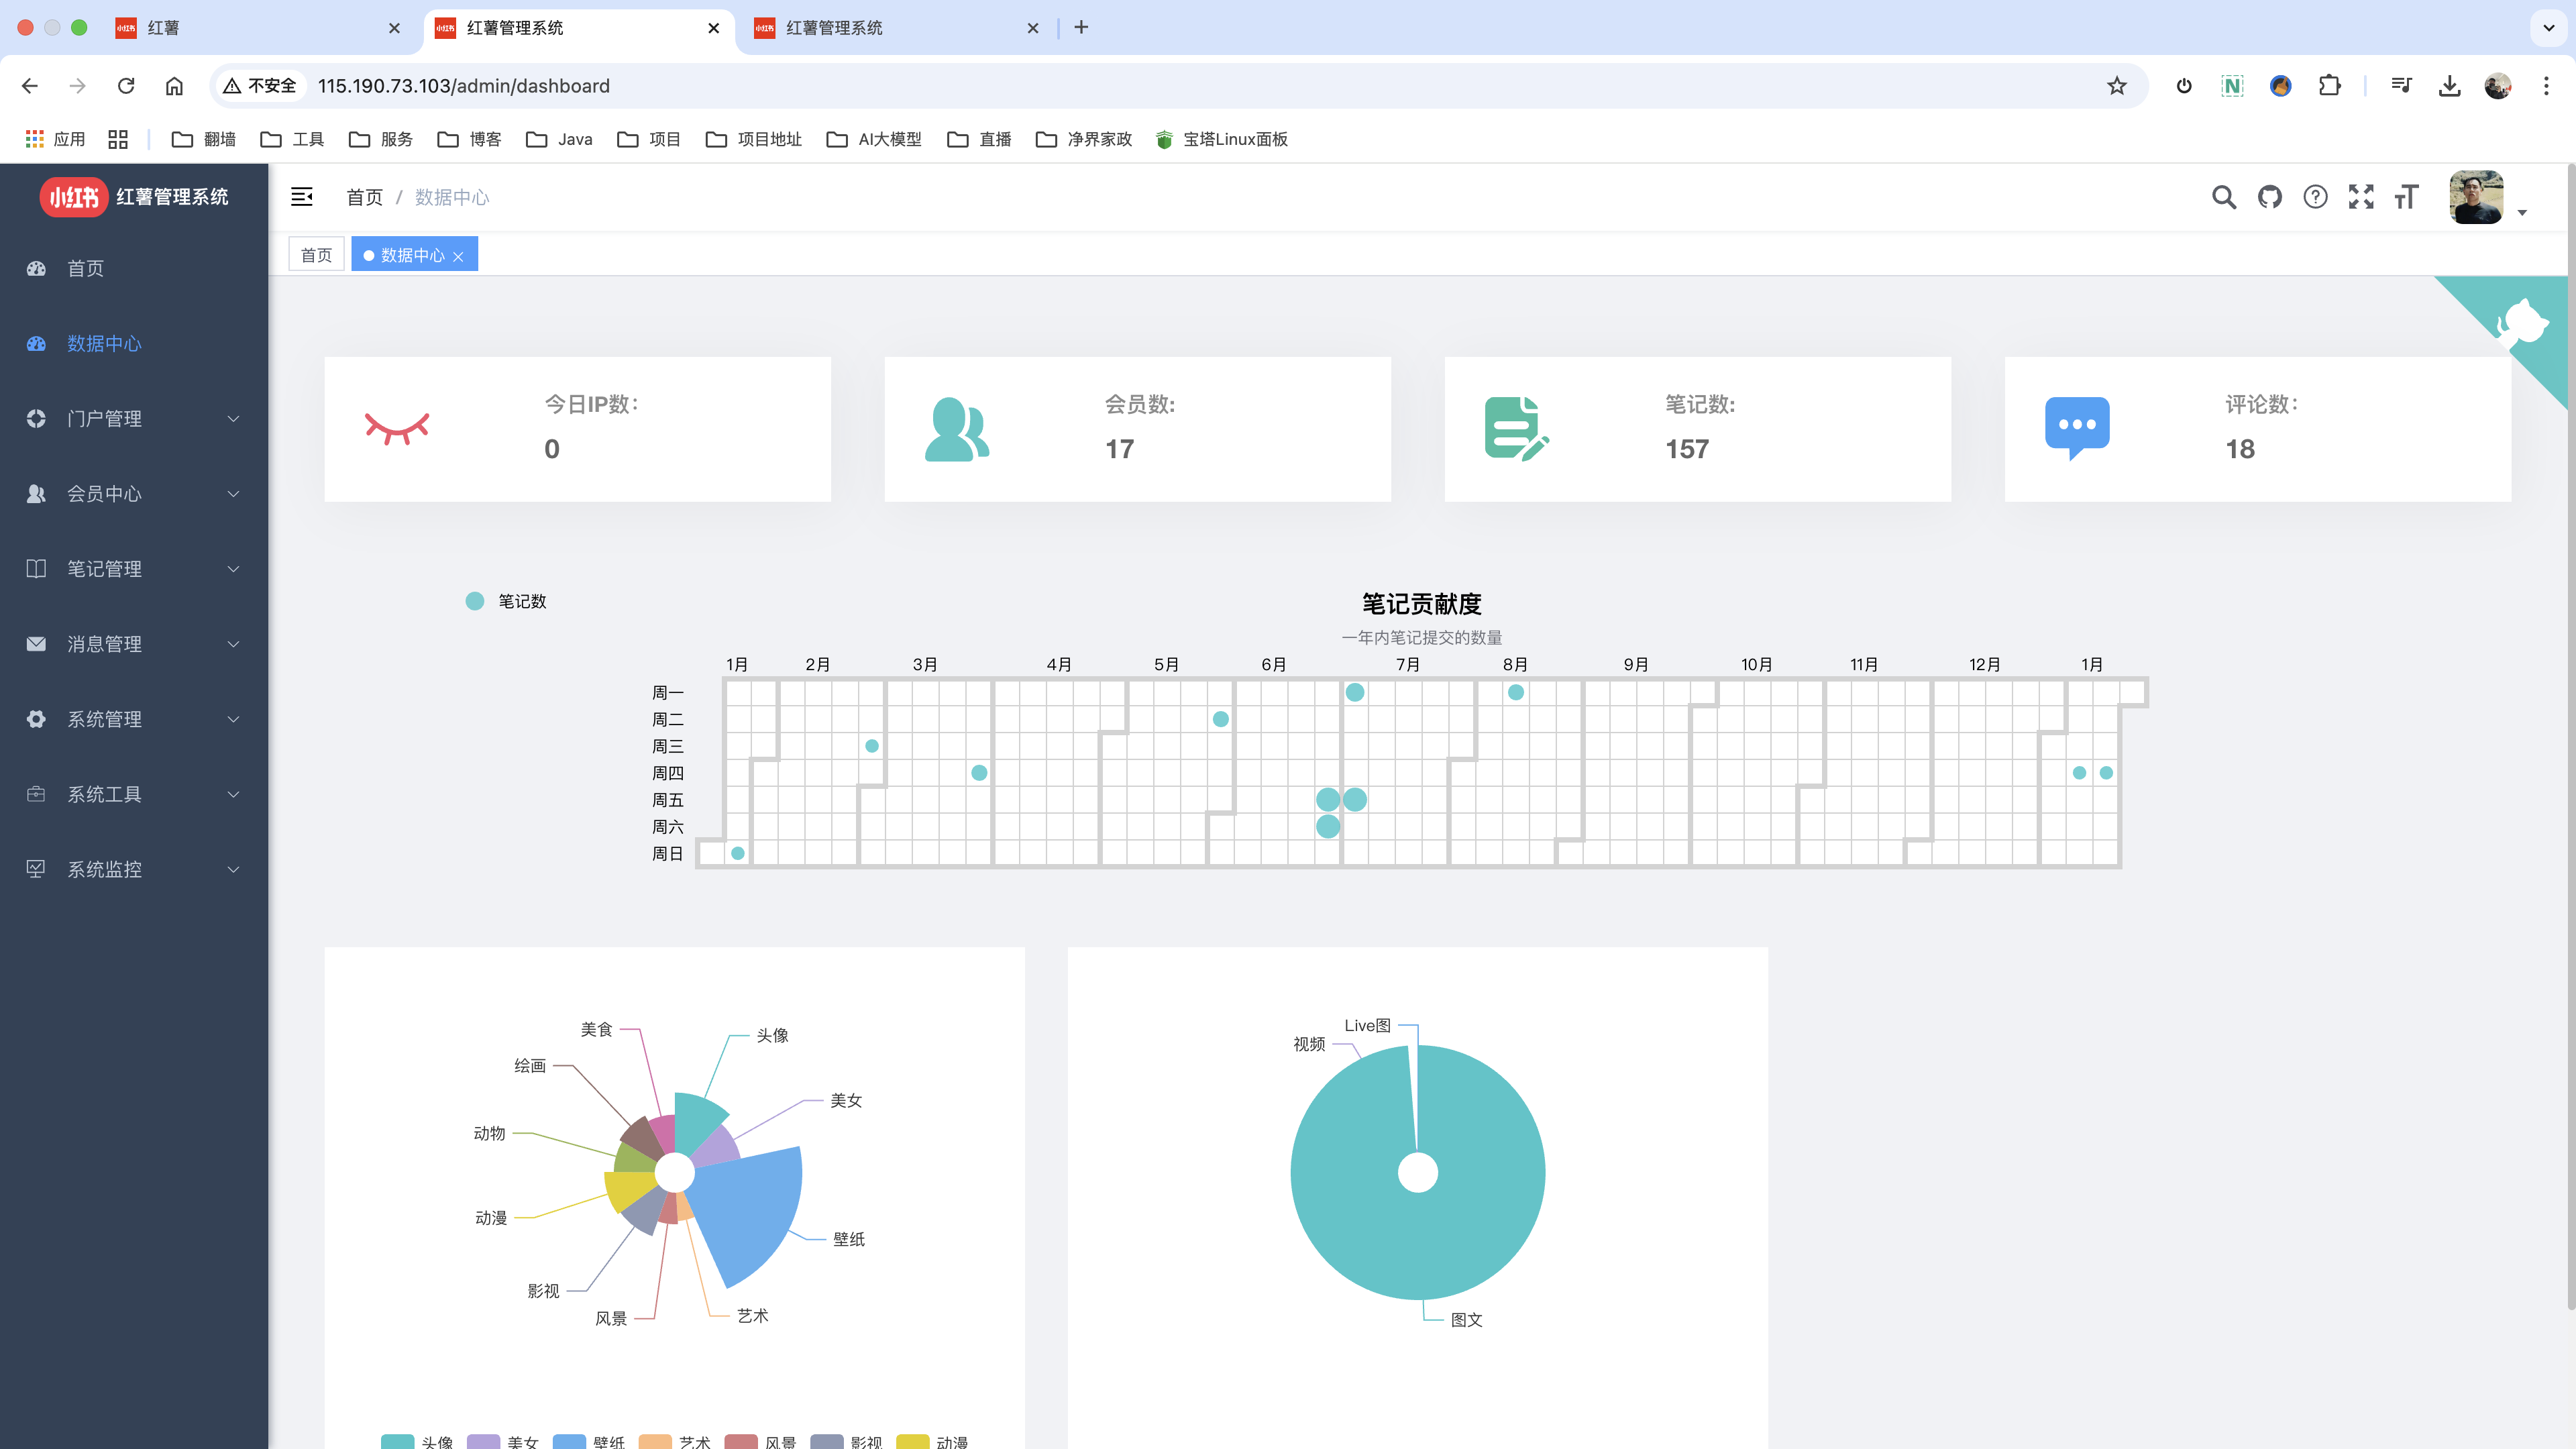 红薯
红薯管理系统
红薯管理系统
不安全 115.190.73.103/admin/dashboard
应用 翻墙 工具 服务 博客 Java 项目 项目地址 AI大模型 直播 净界家政 宝塔Linux面板
小红书 红薯管理系统
首页
数据中心
门户管理
会员中心
笔记管理
消息管理
系统管理
系统工具
系统监控
首页 / 数据中心
首页 数据中心
今日IP数:
0
会员数:
17
笔记数:
157
评论数:
18
笔记数
笔记贡献度
一年内笔记提交的数量
1月 2月 3月 4月 5月 6月 7月 8月 9月 10月 11月 12月 1月
周一
周二
周三
周四
周五
周六
周日
美食
头像
绘画
美女
动物
动漫
壁纸
影视
风景
艺术
头像 美女 壁纸 艺术 风景 影视 动漫
Live图
视频
图文